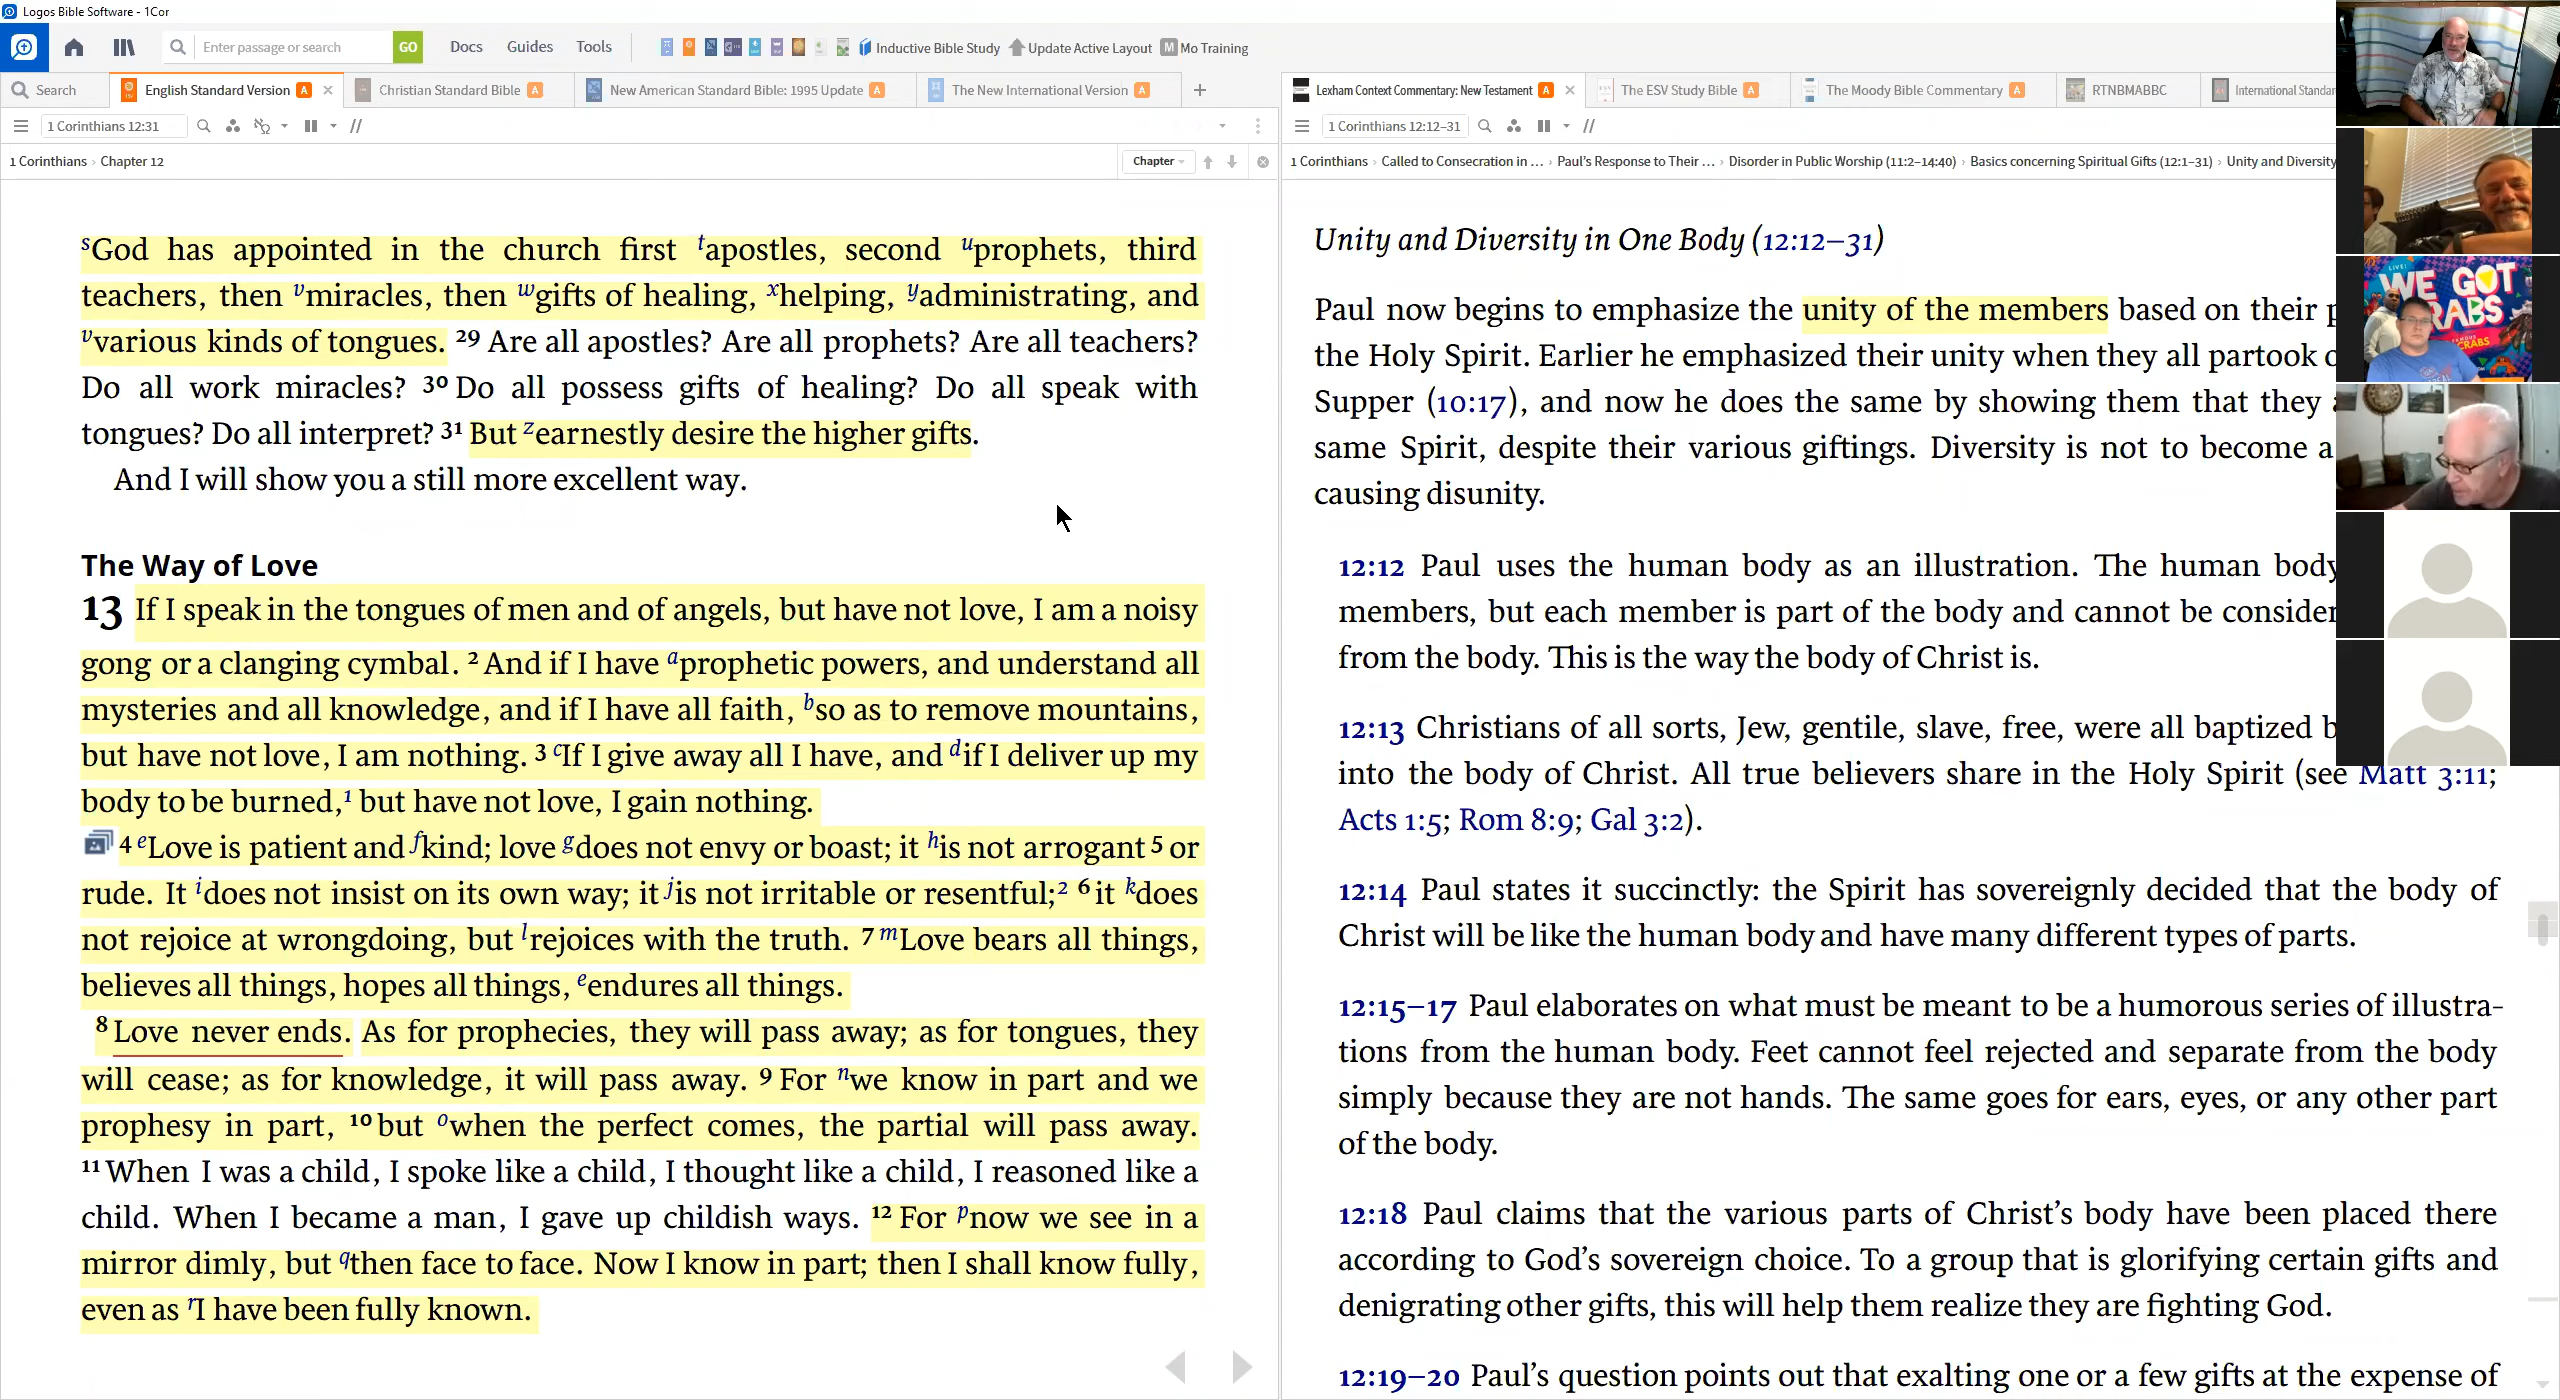 Logos Bible Software - 1Cor
Enter passage or search GO Docs Guides Tools Inductive Bible Study Update Active Layout M Mo Training
Search English Standard Version A Christian Standard Bible A New American Standard Bible: 1995 Update A The New International Version A
1 Corinthians 12:31
1 Corinthians › Chapter 12 Chapter
sGod has appointed in the church first tapostles, second uprophets, third
teachers, then vmiracles, then wgifts of healing, xhelping, yadministrating, and
vvarious kinds of tongues. 29 Are all apostles? Are all prophets? Are all teachers?
Do all work miracles? 30 Do all possess gifts of healing? Do all speak with
tongues? Do all interpret? 31 But zearnestly desire the higher gifts.
And I will show you a still more excellent way.
The Way of Love
13 If I speak in the tongues of men and of angels, but have not love, I am a noisy
gong or a clanging cymbal. 2 And if I have aprophetic powers, and understand all
mysteries and all knowledge, and if I have all faith, bso as to remove mountains,
but have not love, I am nothing. 3 cIf I give away all I have, and dif I deliver up my
body to be burned,1 but have not love, I gain nothing.
4 eLove is patient and fkind; love gdoes not envy or boast; it his not arrogant 5 or
rude. It idoes not insist on its own way; it jis not irritable or resentful;2 6 it kdoes
not rejoice at wrongdoing, but lrejoices with the truth. 7 mLove bears all things,
believes all things, hopes all things, eendures all things.
8 Love never ends. As for prophecies, they will pass away; as for tongues, they
will cease; as for knowledge, it will pass away. 9 For nwe know in part and we
prophesy in part, 10 but owhen the perfect comes, the partial will pass away.
11 When I was a child, I spoke like a child, I thought like a child, I reasoned like a
child. When I became a man, I gave up childish ways. 12 For pnow we see in a
mirror dimly, but qthen face to face. Now I know in part; then I shall know fully,
even as rI have been fully known.
Lexham Context Commentary: New Testament A The ESV Study Bible A The Moody Bible Commentary A RTNBMABBC International Standar
1 Corinthians 12:12–31
1 Corinthians › Called to Consecration in ... › Paul's Response to Their ... › Disorder in Public Worship (11:2–14:40) › Basics concerning Spiritual Gifts (12:1–31) › Unity and Diversity
Unity and Diversity in One Body (12:12–31)
Paul now begins to emphasize the unity of the members based on their
the Holy Spirit. Earlier he emphasized their unity when they all partook
Supper (10:17), and now he does the same by showing them that they
same Spirit, despite their various giftings. Diversity is not to become a
causing disunity.
12:12 Paul uses the human body as an illustration. The human body
members, but each member is part of the body and cannot be consider
from the body. This is the way the body of Christ is.
12:13 Christians of all sorts, Jew, gentile, slave, free, were all baptized
into the body of Christ. All true believers share in the Holy Spirit (see Matt 3:11;
Acts 1:5; Rom 8:9; Gal 3:2).
12:14 Paul states it succinctly: the Spirit has sovereignly decided that the body of
Christ will be like the human body and have many different types of parts.
12:15–17 Paul elaborates on what must be meant to be a humorous series of illustra-
tions from the human body. Feet cannot feel rejected and separate from the body
simply because they are not hands. The same goes for ears, eyes, or any other part
of the body.
12:18 Paul claims that the various parts of Christ's body have been placed there
according to God's sovereign choice. To a group that is glorifying certain gifts and
denigrating other gifts, this will help them realize they are fighting God.
12:19–20 Paul's question points out that exalting one or a few gifts at the expense of
LIVE!
WE GOT
RABS
CRABS